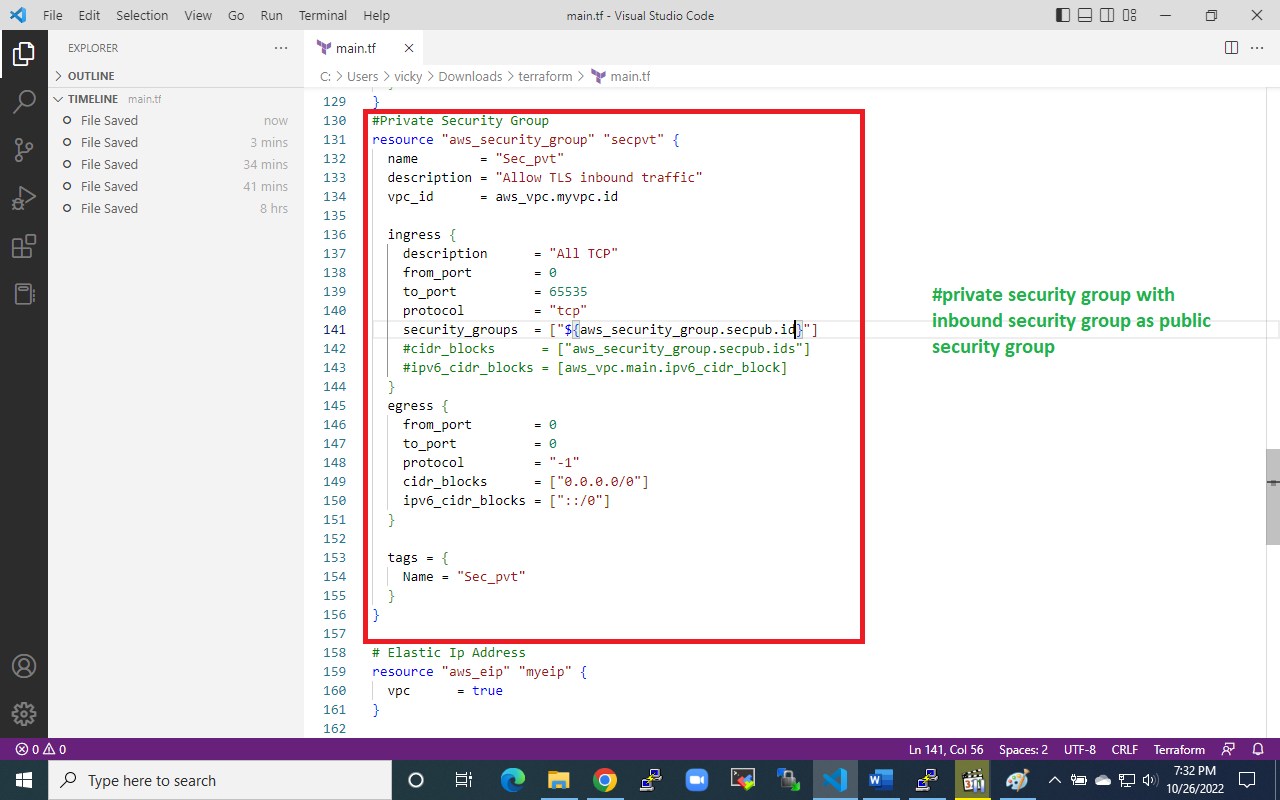 File Edit Selection View Go Run Terminal Help main.tf - Visual Studio Code
EXPLORER
OUTLINE
TIMELINE main.tf
File Saved now
File Saved 3 mins
File Saved 34 mins
File Saved 41 mins
File Saved 8 hrs
main.tf
C: > Users > vicky > Downloads > terraform > main.tf
129 }
130 #Private Security Group
131 resource "aws_security_group" "secpvt" {
132   name        = "Sec_pvt"
133   description = "Allow TLS inbound traffic"
134   vpc_id      = aws_vpc.myvpc.id
135
136   ingress {
137     description      = "All TCP"
138     from_port        = 0
139     to_port          = 65535
140     protocol         = "tcp"
141     security_groups  = ["${aws_security_group.secpub.id}"]
142     #cidr_blocks      = ["aws_security_group.secpub.ids"]
143     #ipv6_cidr_blocks = [aws_vpc.main.ipv6_cidr_block]
144   }
145   egress {
146     from_port        = 0
147     to_port          = 0
148     protocol         = "-1"
149     cidr_blocks      = ["0.0.0.0/0"]
150     ipv6_cidr_blocks = ["::/0"]
151   }
152
153   tags = {
154     Name = "Sec_pvt"
155   }
156 }
157
158 # Elastic Ip Address
159 resource "aws_eip" "myeip" {
160   vpc      = true
161 }
162
#private security group with
inbound security group as public
security group
0 0 Ln 141, Col 56 Spaces: 2 UTF-8 CRLF Terraform
Type here to search
7:32 PM
10/26/2022